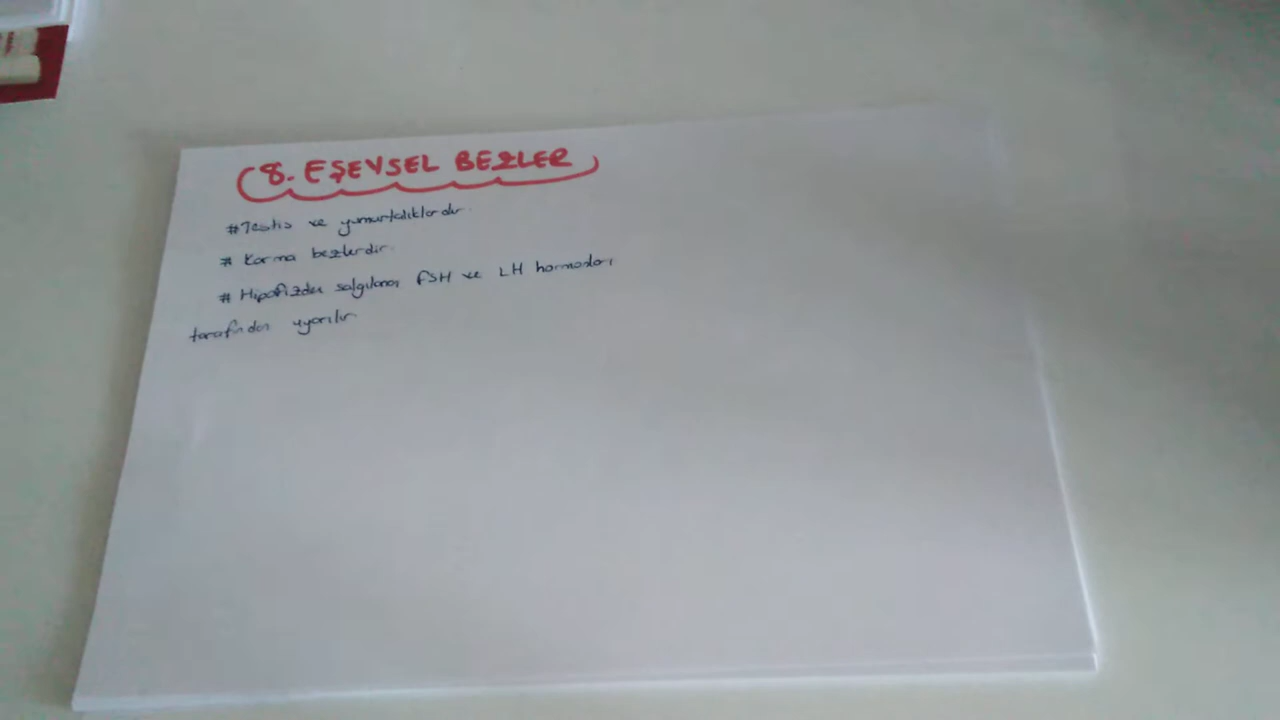 8. EŞEYSEL BEZLER
#Testis ve yumurtalıklardır.
# Karma bezlerdir.
# Hipofizden salgılanan FSH ve LH hormonları
tarafından uyarılır.